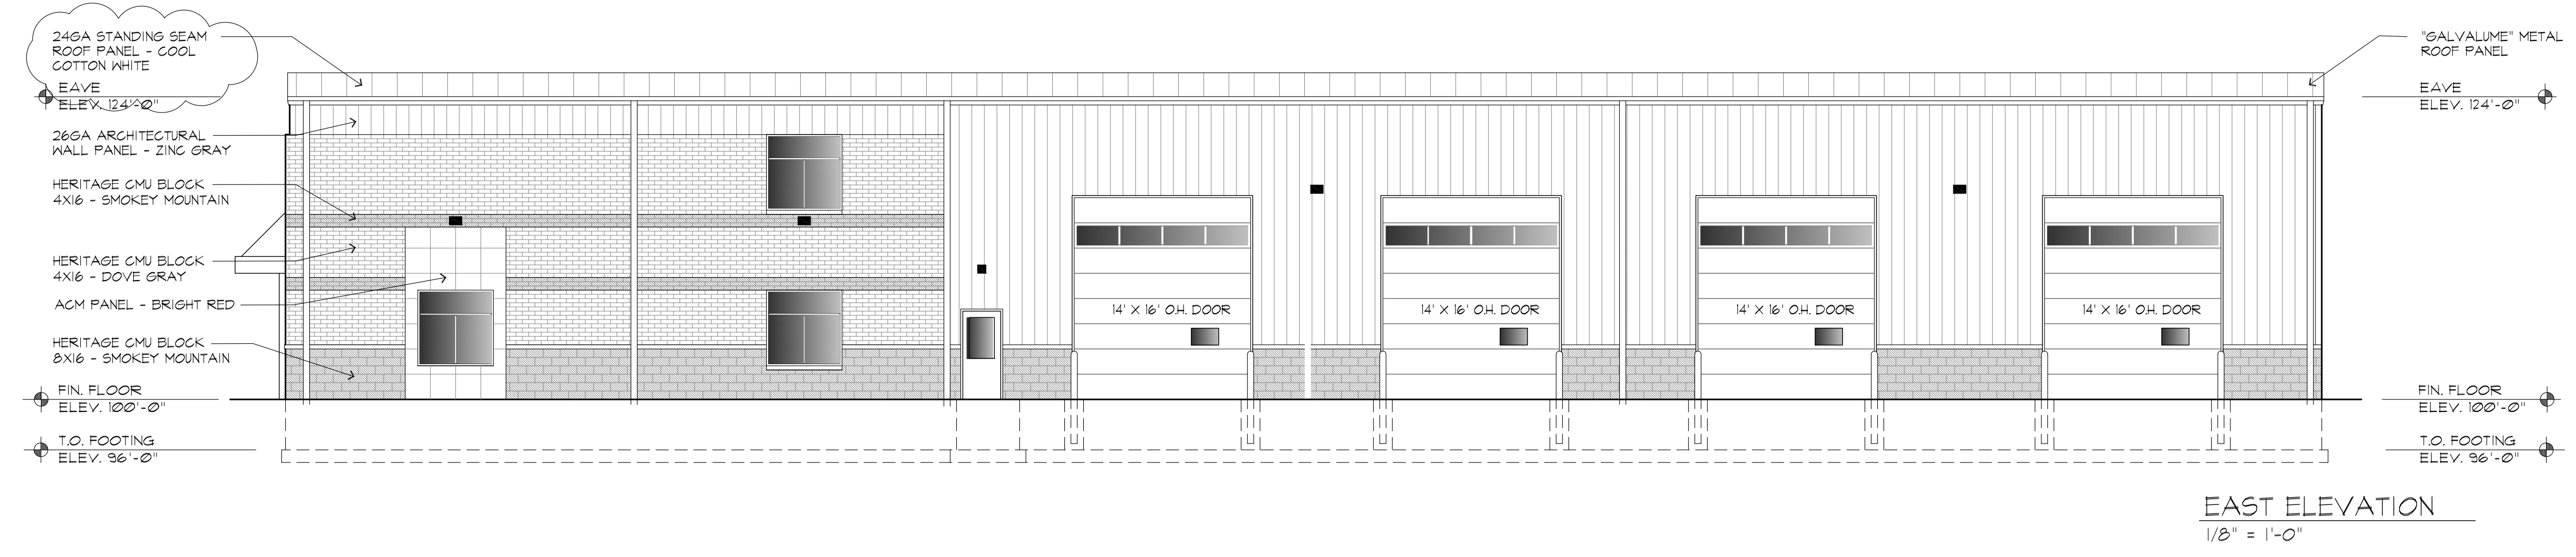 24GA STANDING SEAM
ROOF PANEL - COOL
COTTON WHITE
EAVE
ELEV. 124'-0"
26GA ARCHITECTURAL
WALL PANEL - ZINC GRAY
HERITAGE CMU BLOCK
4X16 - SMOKEY MOUNTAIN
HERITAGE CMU BLOCK
4X16 - DOVE GRAY
ACM PANEL - BRIGHT RED
HERITAGE CMU BLOCK
8X16 - SMOKEY MOUNTAIN
FIN. FLOOR
ELEV. 100'-0"
T.O. FOOTING
ELEV. 96'-0"
14' X 16' O.H. DOOR
14' X 16' O.H. DOOR
14' X 16' O.H. DOOR
14' X 16' O.H. DOOR
"GALVALUME" METAL
ROOF PANEL
EAVE
ELEV. 124'-0"
FIN. FLOOR
ELEV. 100'-0"
T.O. FOOTING
ELEV. 96'-0"
EAST ELEVATION
1/8" = 1'-0"